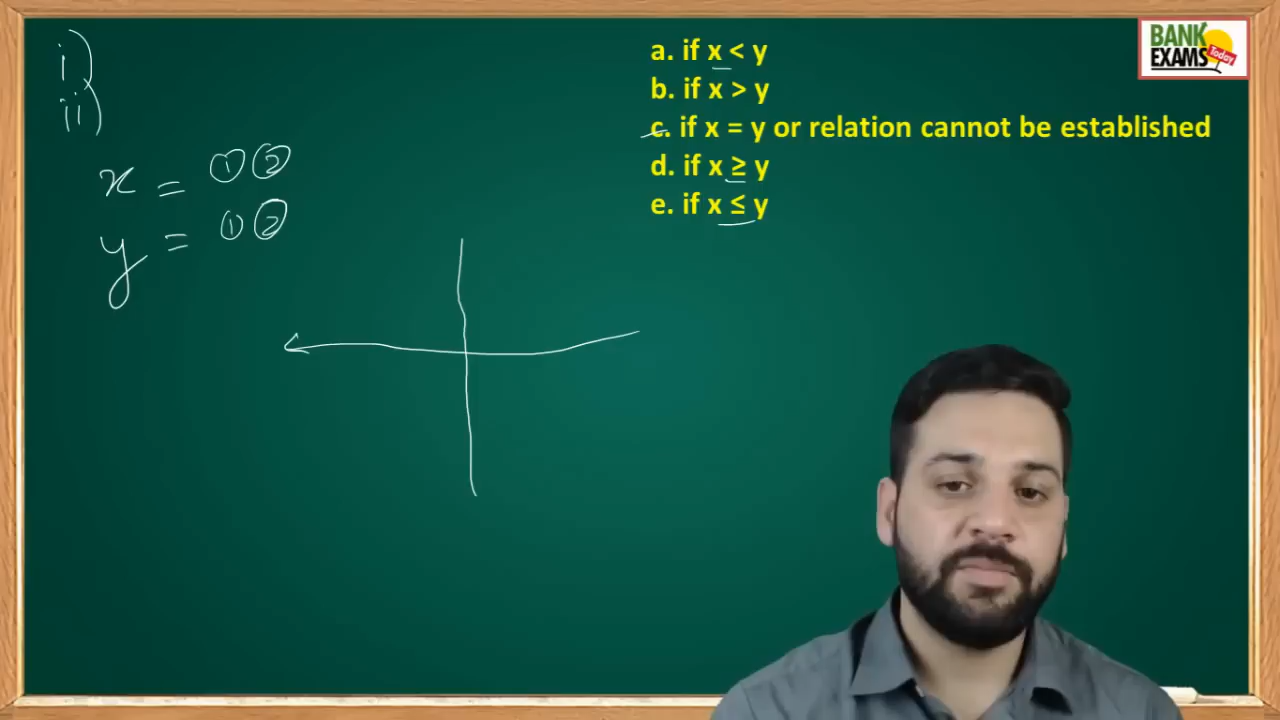 i)
ii)
x = ① ②
y = ① ②
a. if x < y
b. if x > y
c. if x = y or relation cannot be established
d. if x ≥ y
e. if x ≤ y
BANK
EXAMS Today